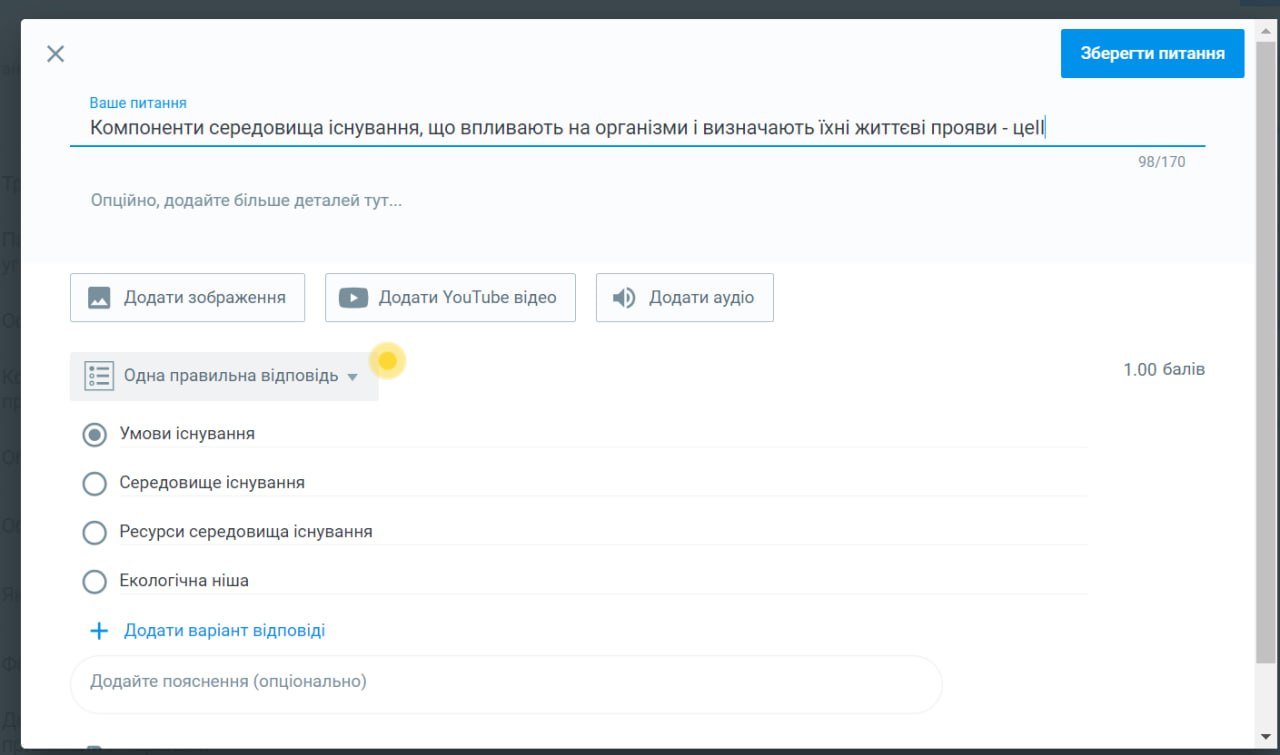 Зберегти питання
Ваше питання
Компоненти середовища існування, що впливають на організми і визначають їхні життєві прояви - цеll
98/170
Опційно, додайте більше деталей тут...
Додати зображення
Додати YouTube відео
Додати аудіо
Одна правильна відповідь
1.00 балів
Умови існування
Середовище існування
Ресурси середовища існування
Екологічна ніша
Додати варіант відповіді
Додайте пояснення (опціонально)